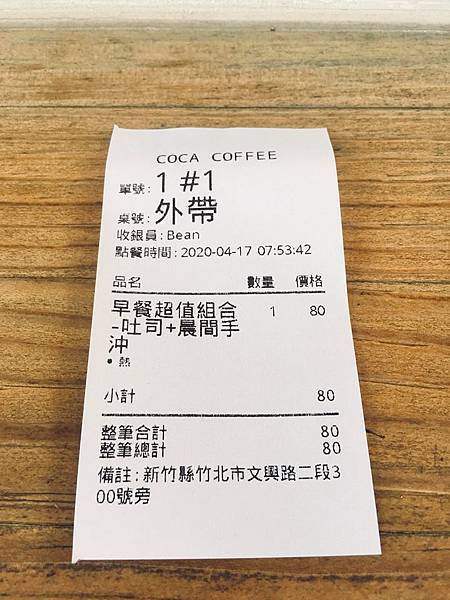 COCA COFFEE
單號:1 #1
桌號:外帶
收銀員:Bean
點餐時間:2020-04-17 07:53:42
品名 數量 價格
早餐超值組合 1 80
-吐司+晨間手
沖
•熱
小計 80
整筆合計 80
整筆總計 80
備註:新竹縣竹北市文興路二段3
00號旁